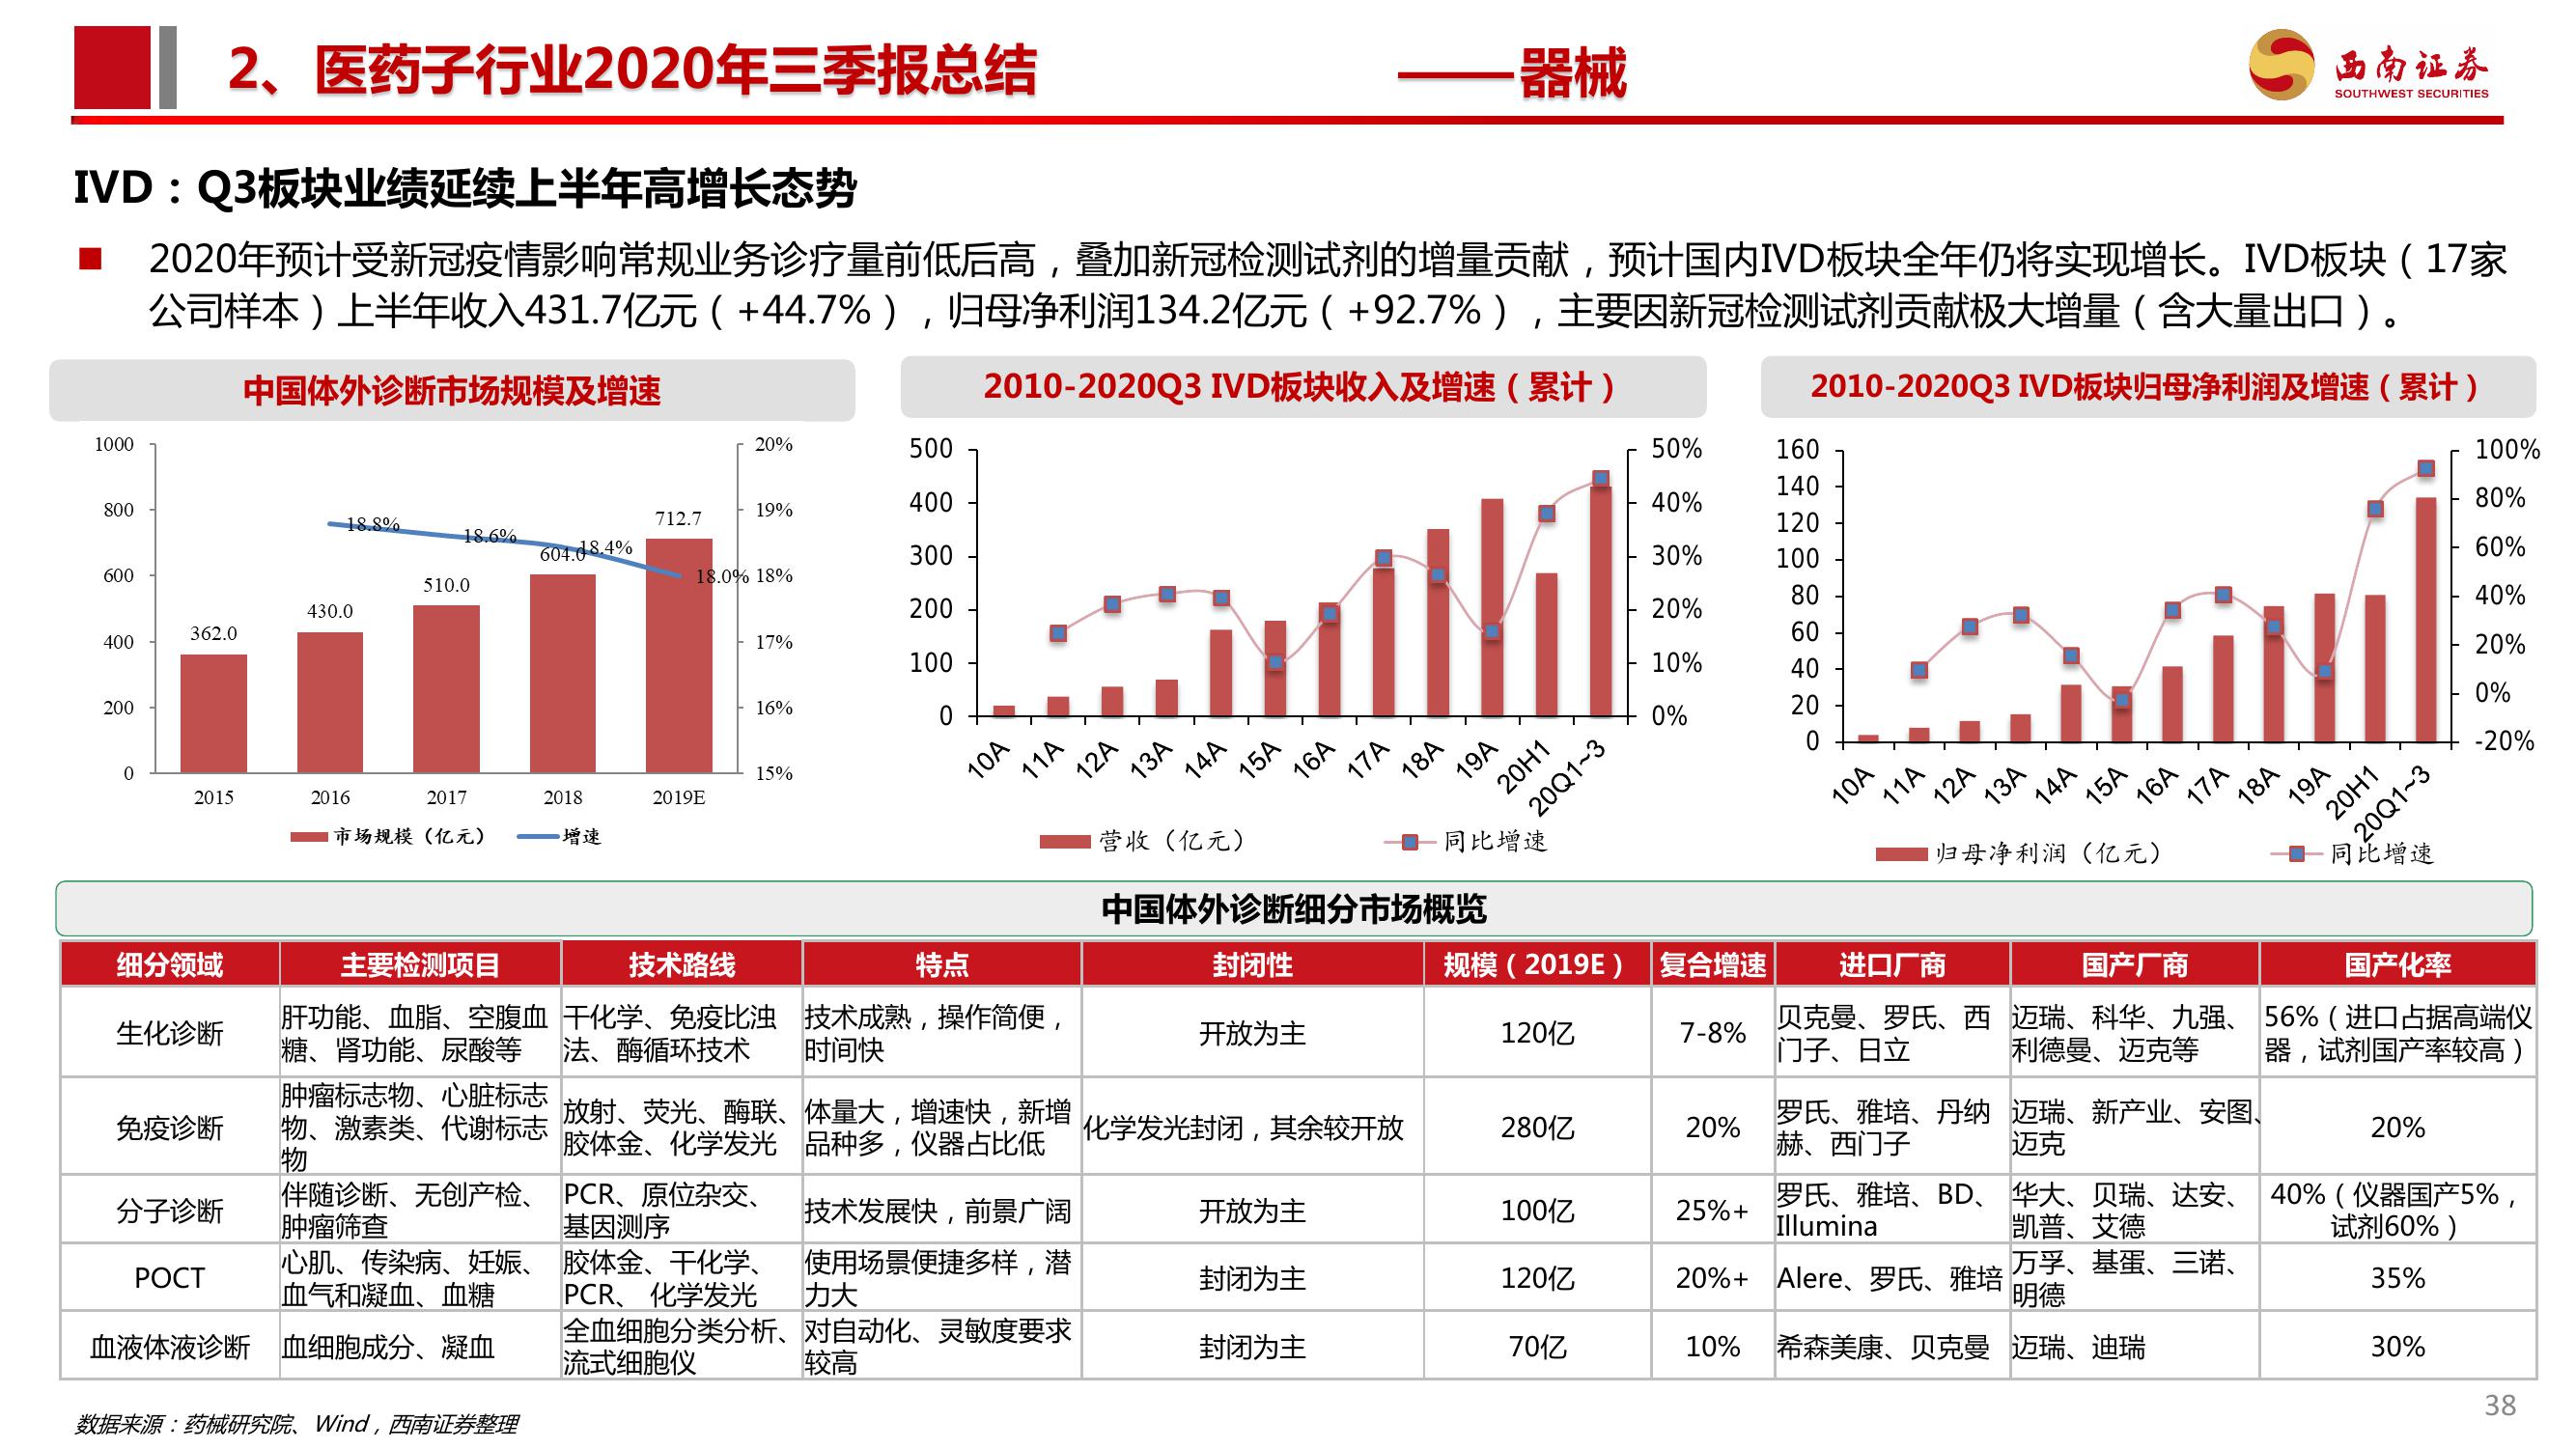 2、医药子行业2020年三季报总结 ——器械
西南证券
SOUTHWEST SECURITIES
IVD：Q3板块业绩延续上半年高增长态势
2020年预计受新冠疫情影响常规业务诊疗量前低后高，叠加新冠检测试剂的增量贡献，预计国内IVD板块全年仍将实现增长。IVD板块（17家
公司样本）上半年收入431.7亿元（+44.7%），归母净利润134.2亿元（+92.7%），主要因新冠检测试剂贡献极大增量（含大量出口）。
中国体外诊断市场规模及增速
1000
800
600
400
200
0
20%
19%
18%
17%
16%
15%
18.8%
18.6%
18.4%
18.0%
362.0
430.0
510.0
604.0
712.7
2015 2016 2017 2018 2019E
市场规模（亿元） 增速
2010-2020Q3 IVD板块收入及增速（累计）
500
400
300
200
100
0
50%
40%
30%
20%
10%
0%
10A 11A 12A 13A 14A 15A 16A 17A 18A 19A 20H1 20Q1~3
营收（亿元） 同比增速
2010-2020Q3 IVD板块归母净利润及增速（累计）
160
140
120
100
80
60
40
20
0
100%
80%
60%
40%
20%
0%
-20%
10A 11A 12A 13A 14A 15A 16A 17A 18A 19A 20H1 20Q1~3
归母净利润（亿元） 同比增速
中国体外诊断细分市场概览
细分领域 主要检测项目 技术路线 特点 封闭性 规模（2019E） 复合增速 进口厂商 国产厂商 国产化率
生化诊断
肝功能、血脂、空腹血
糖、肾功能、尿酸等
干化学、免疫比浊
法、酶循环技术
技术成熟，操作简便，
时间快
开放为主
120亿
7-8%
贝克曼、罗氏、西
门子、日立
迈瑞、科华、九强、
利德曼、迈克等
56%（进口占据高端仪
器，试剂国产率较高）
免疫诊断
肿瘤标志物、心脏标志
物、激素类、代谢标志
物
放射、荧光、酶联、
胶体金、化学发光
体量大，增速快，新增
品种多，仪器占比低
化学发光封闭，其余较开放
280亿
20%
罗氏、雅培、丹纳
赫、西门子
迈瑞、新产业、安图、
迈克
20%
分子诊断
伴随诊断、无创产检、
肿瘤筛查
PCR、原位杂交、
基因测序
技术发展快，前景广阔
开放为主
100亿
25%+
罗氏、雅培、BD、
Illumina
华大、贝瑞、达安、
凯普、艾德
40%（仪器国产5%，
试剂60%）
POCT
心肌、传染病、妊娠、
血气和凝血、血糖
胶体金、干化学、
PCR、 化学发光
使用场景便捷多样，潜
力大
封闭为主
120亿
20%+
Alere、罗氏、雅培
万孚、基蛋、三诺、
明德
35%
血液体液诊断
血细胞成分、凝血
全血细胞分类分析、
流式细胞仪
对自动化、灵敏度要求
较高
封闭为主
70亿
10%
希森美康、贝克曼
迈瑞、迪瑞
30%
数据来源：药械研究院、Wind，西南证券整理
38